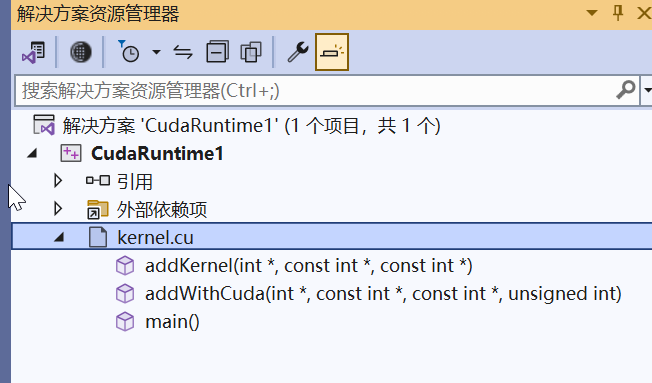 解决方案资源管理器
搜索解决方案资源管理器(Ctrl+;)
解决方案 'CudaRuntime1' (1 个项目，共 1 个)
CudaRuntime1
引用
外部依赖项
kernel.cu
addKernel(int *, const int *, const int *)
addWithCuda(int *, const int *, const int *, unsigned int)
main()